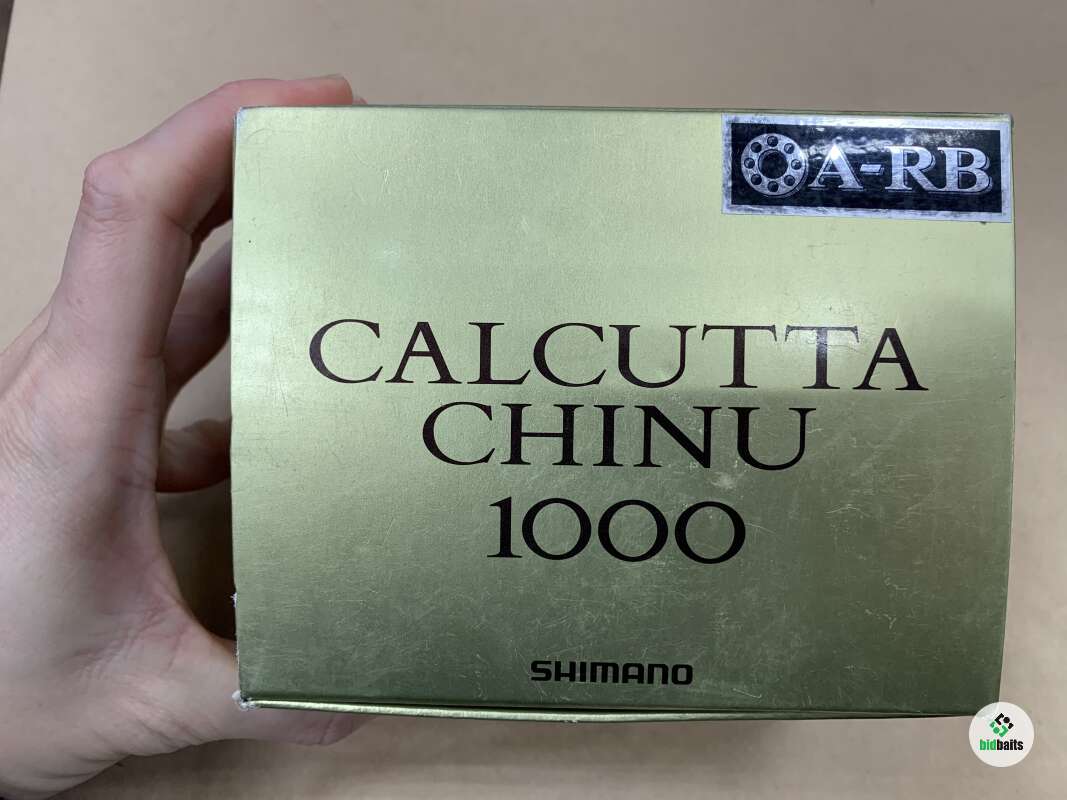 A-RB
CALCUTTA
CHINU
1000
SHIMANO
bidbaits